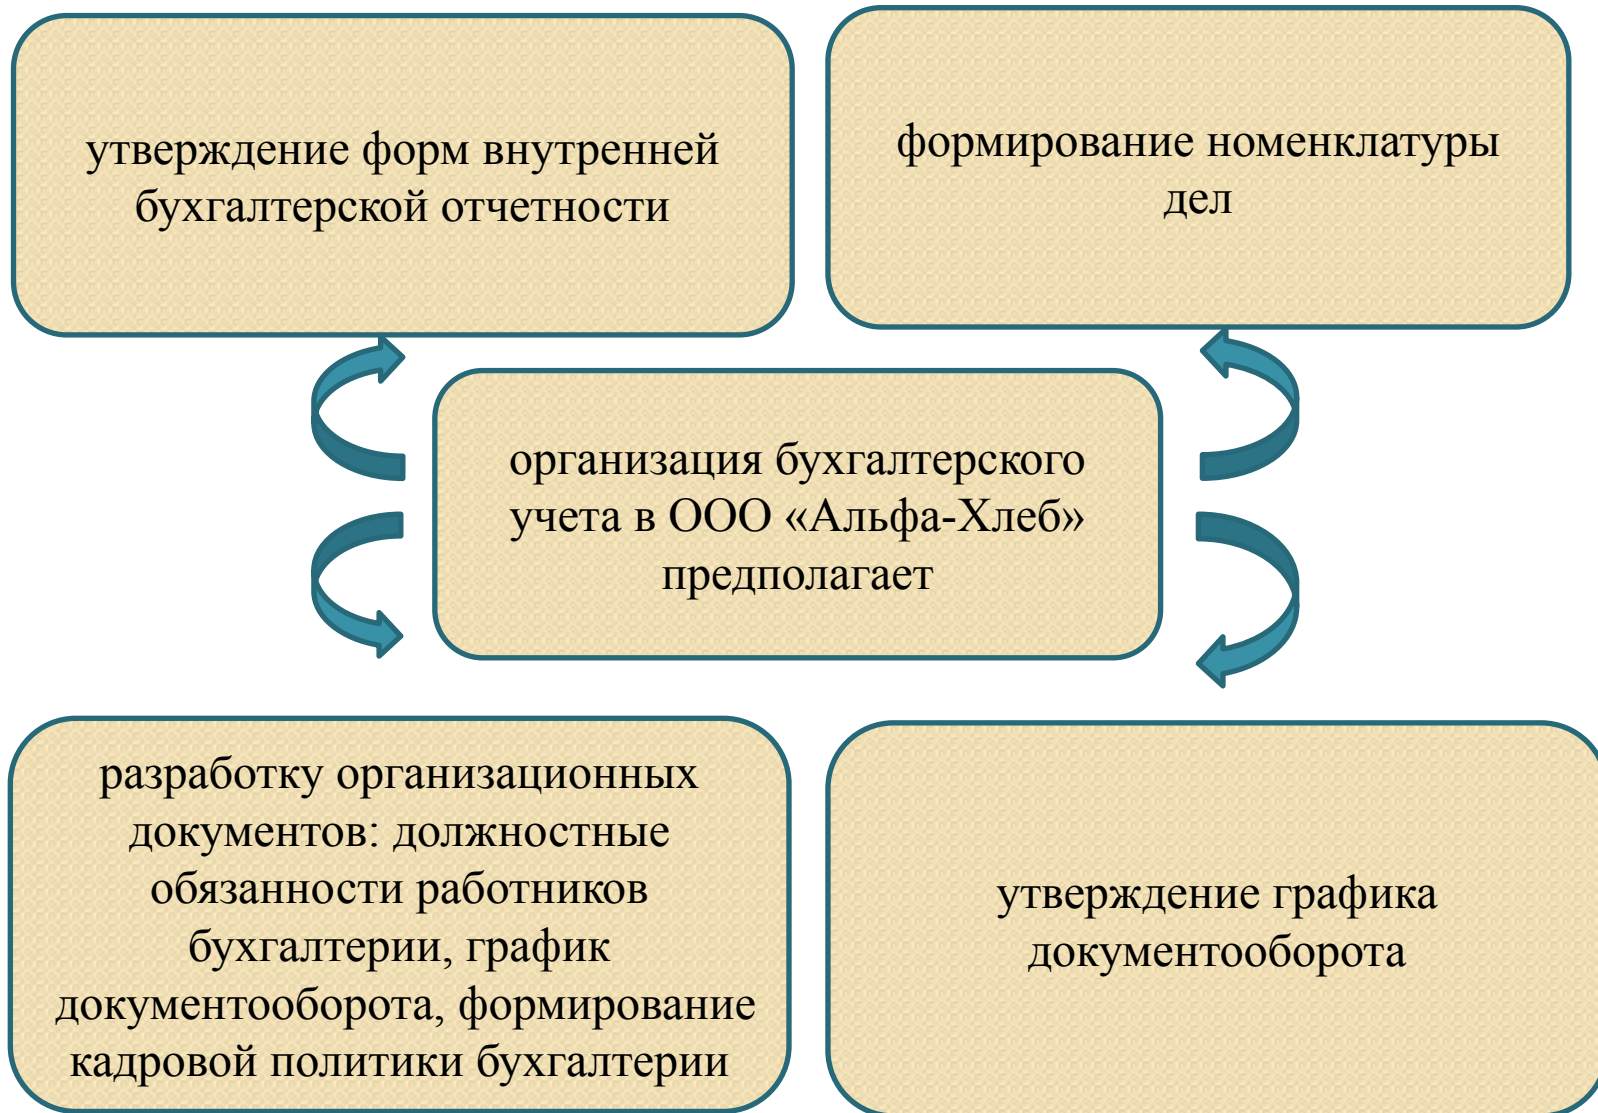 утверждение форм внутренней
бухгалтерской отчетности
формирование номенклатуры
дел
организация бухгалтерского
учета в ООО «Альфа-Хлеб»
предполагает
разработку организационных
документов: должностные
обязанности работников
бухгалтерии, график
документооборота, формирование
кадровой политики бухгалтерии
утверждение графика
документооборота